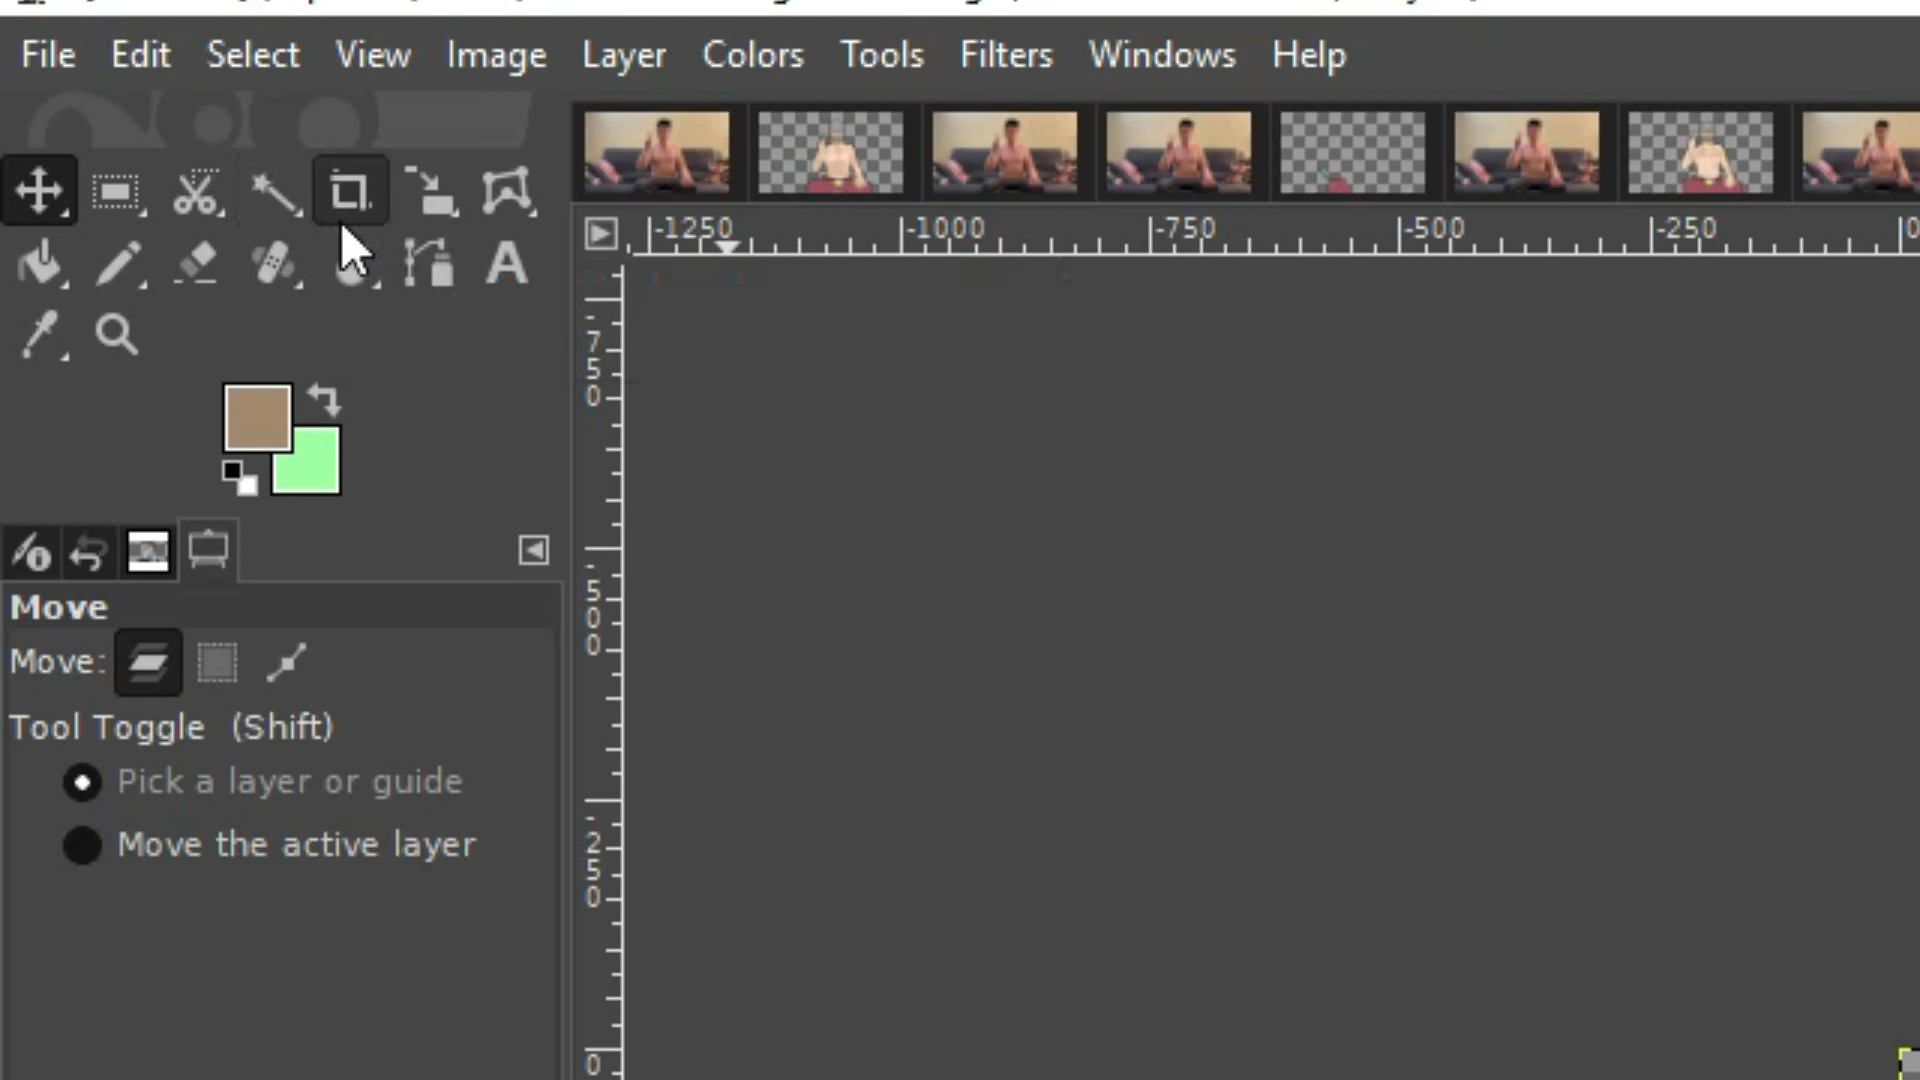 File Edit Select View Image Layer Colors Tools Filters Windows Help
-1250 -1000 -750 -500 -250 0
-750
-500
-250
0
Move
Move:
Tool Toggle (Shift)
Pick a layer or guide
Move the active layer